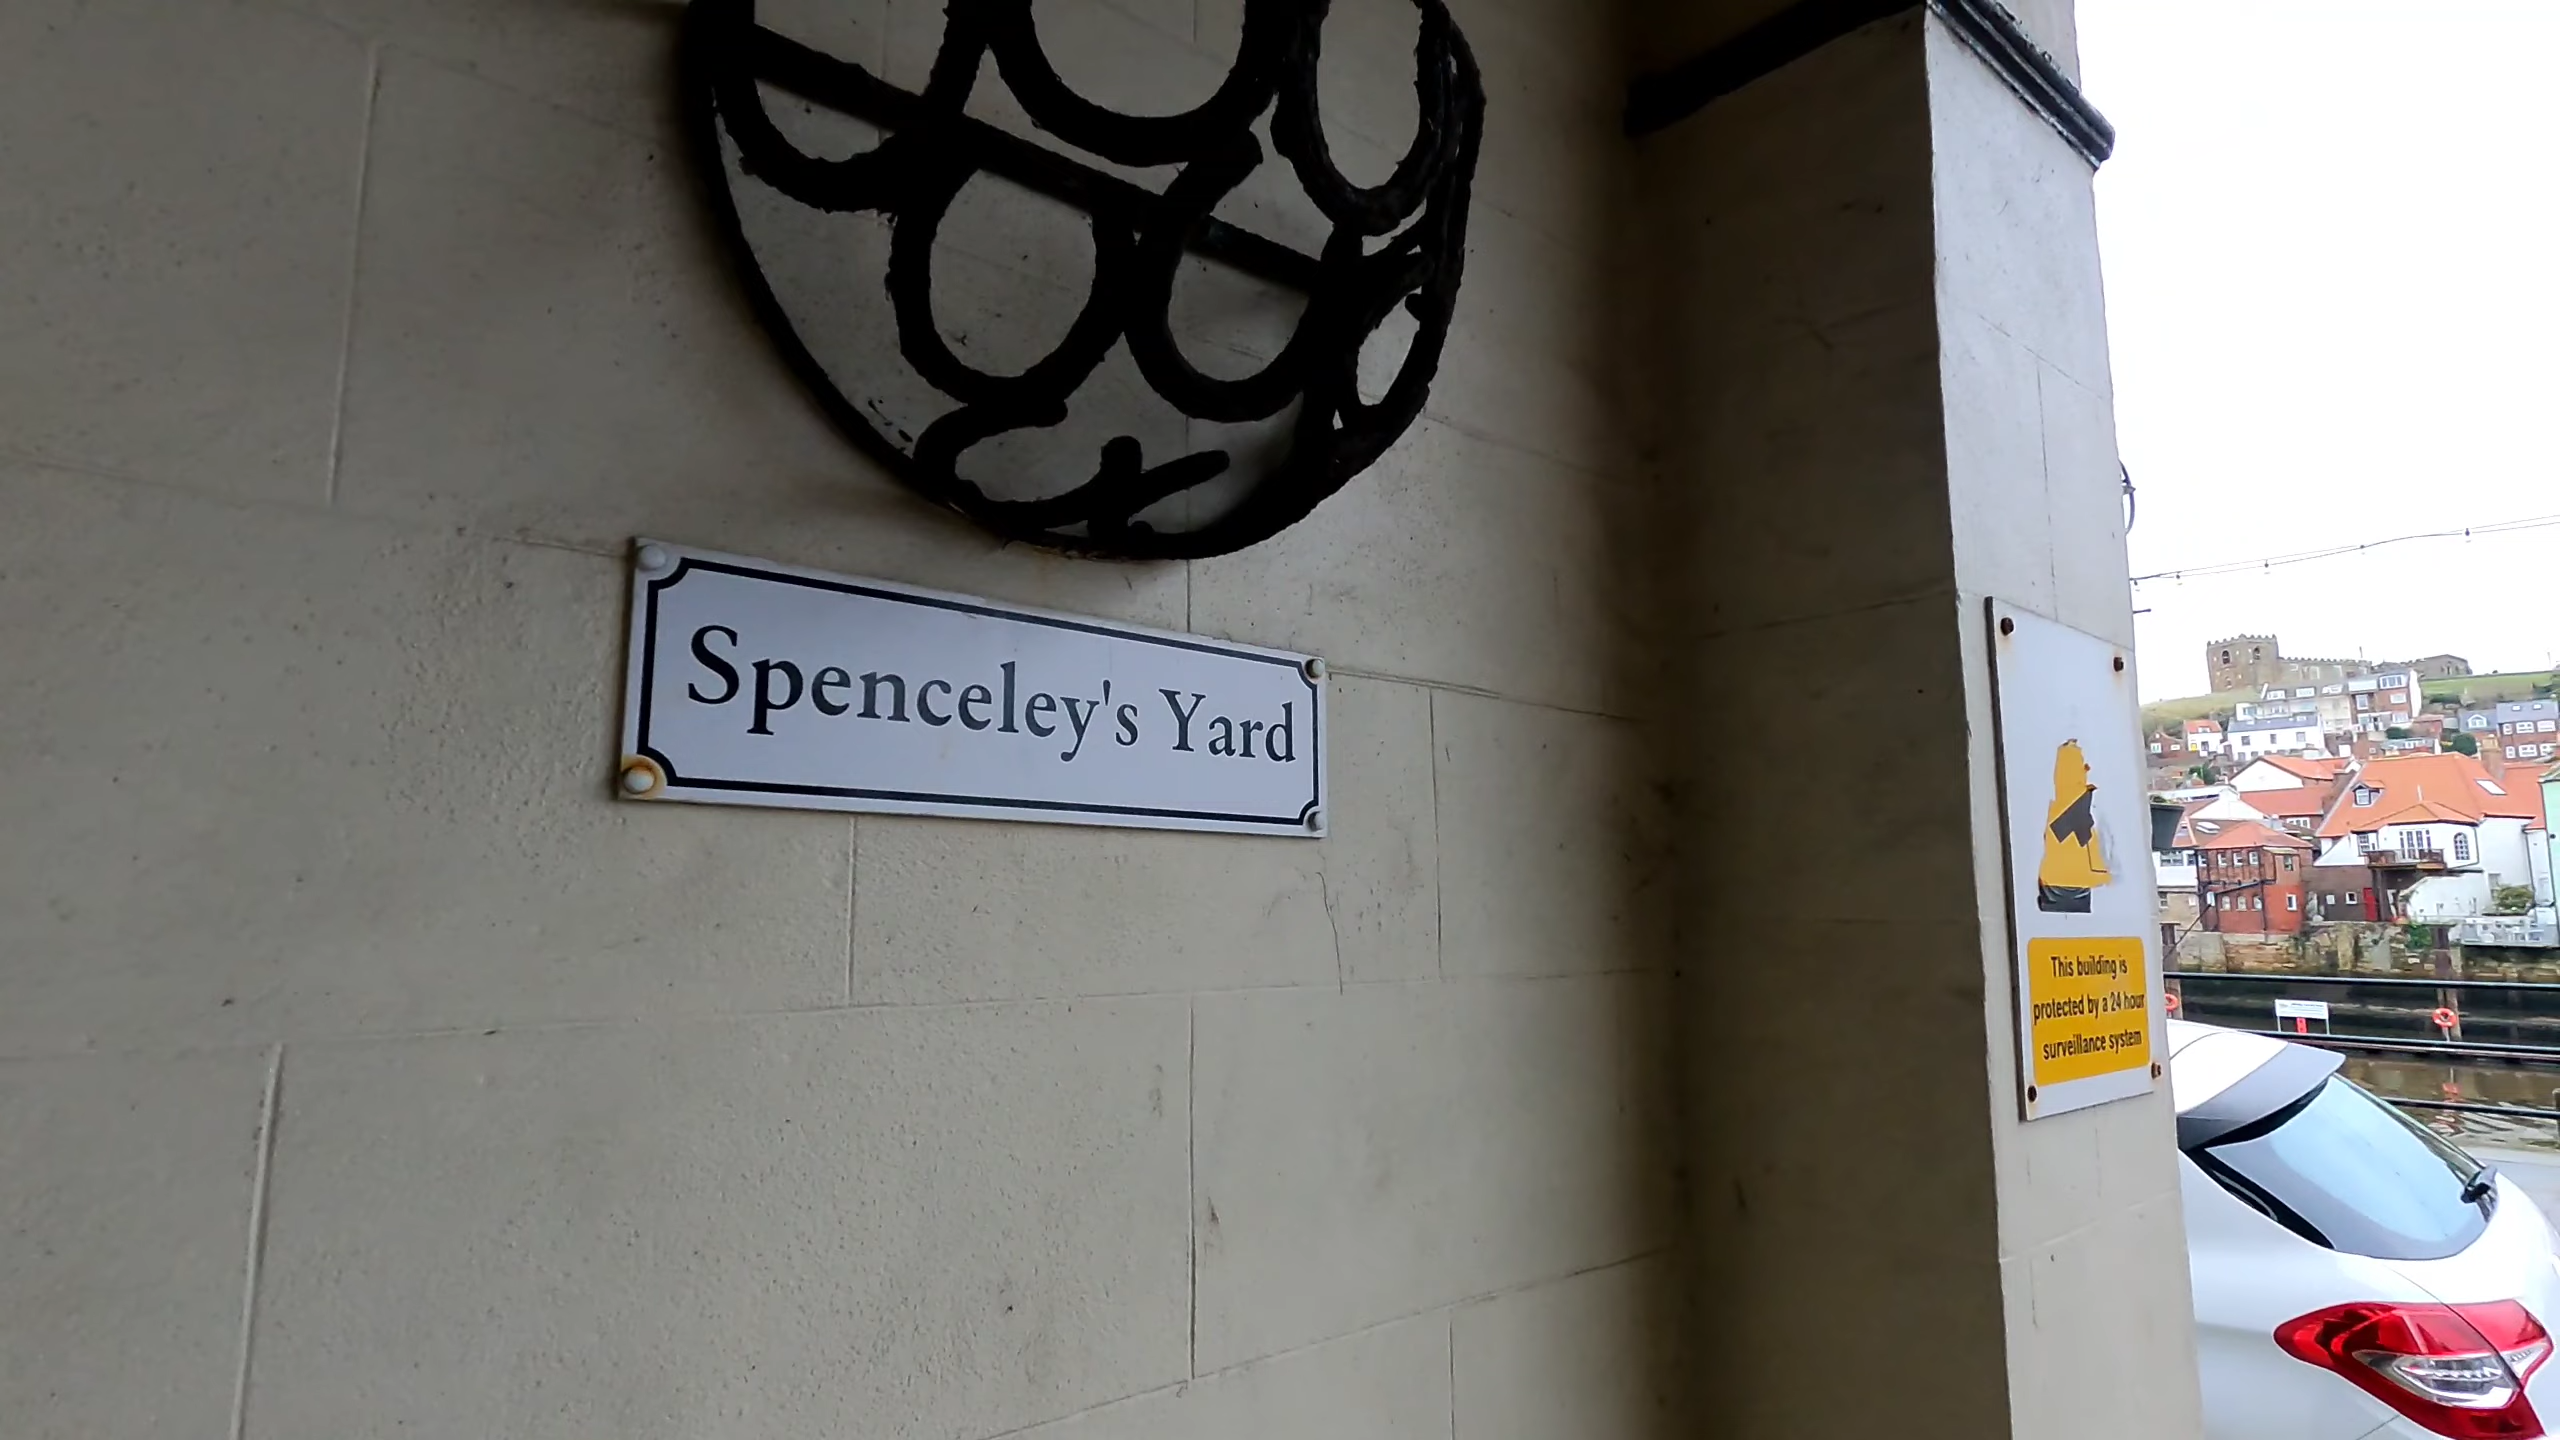 Spenceley's Yard
This building is
protected by a 24 hour
surveillance system